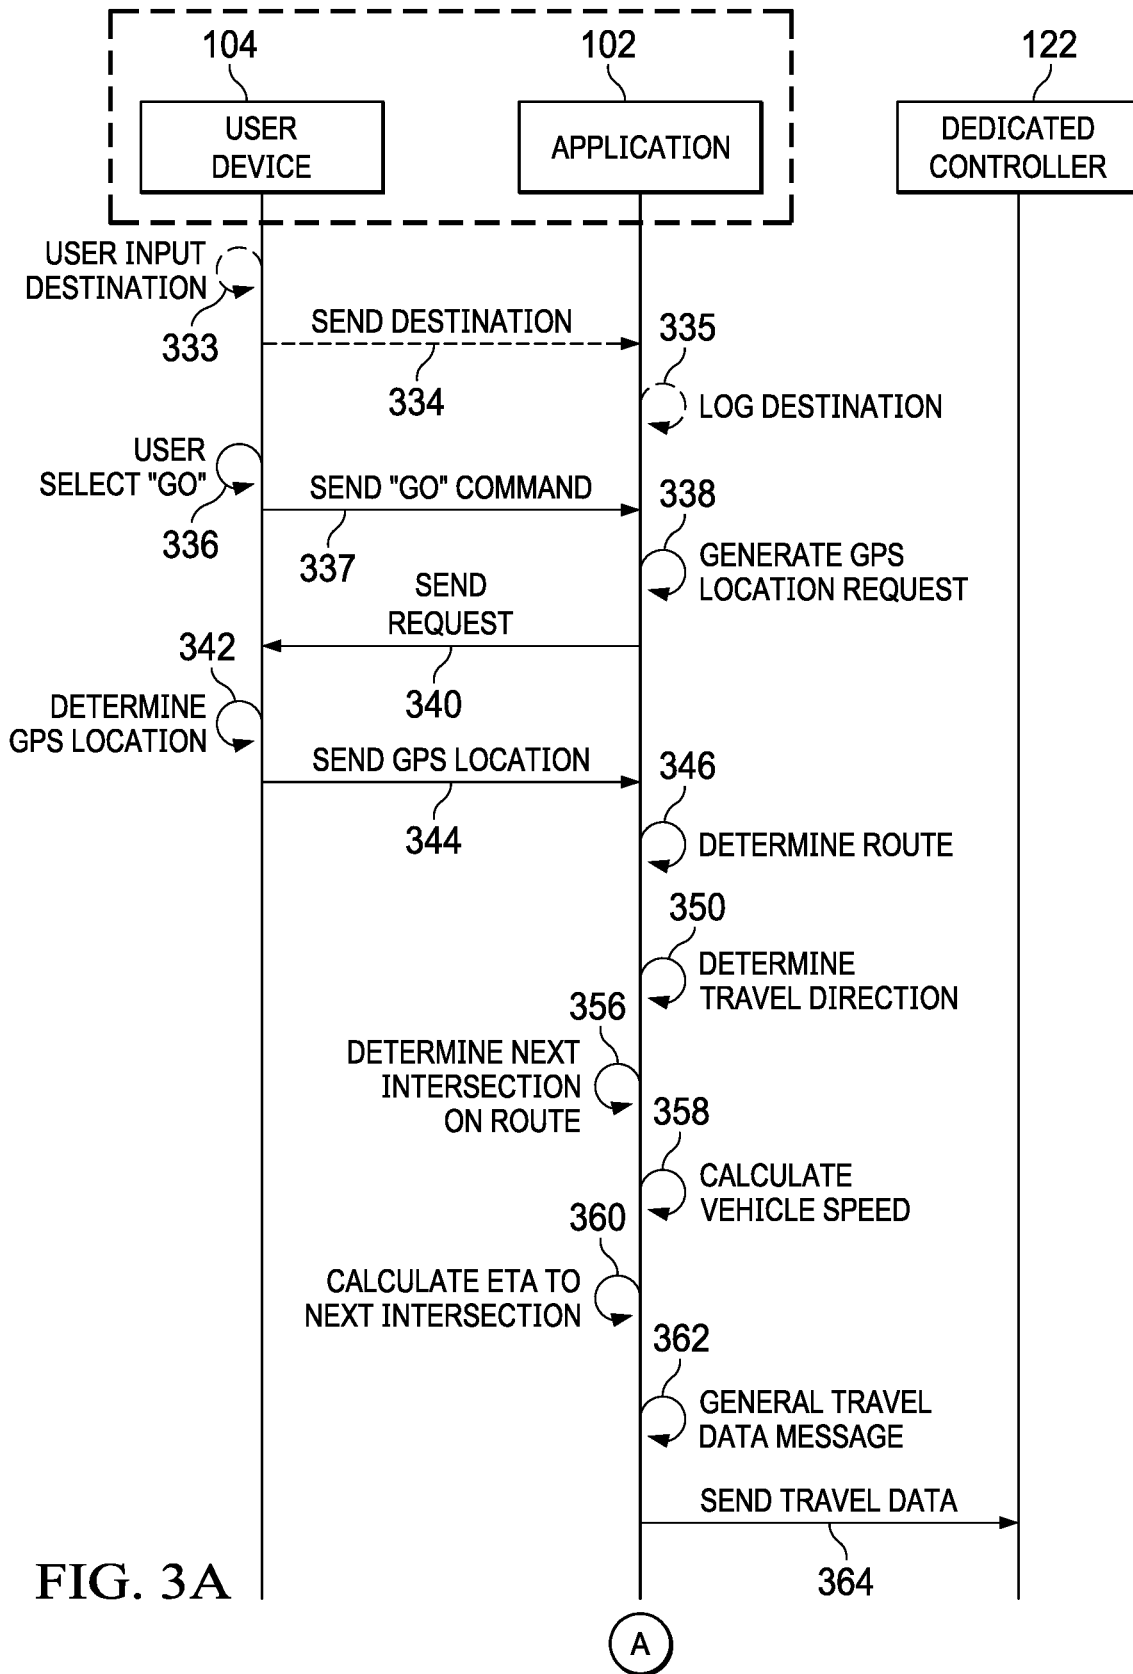 104
102
122
USER
DEVICE
APPLICATION
DEDICATED
CONTROLLER
USER INPUT
DESTINATION
333
SEND DESTINATION
334
335
LOG DESTINATION
USER
SELECT "GO"
336
SEND "GO" COMMAND
337
338
GENERATE GPS
LOCATION REQUEST
SEND
REQUEST
340
342
DETERMINE
GPS LOCATION
SEND GPS LOCATION
344
346
DETERMINE ROUTE
350
DETERMINE
TRAVEL DIRECTION
356
DETERMINE NEXT
INTERSECTION
ON ROUTE
358
CALCULATE
VEHICLE SPEED
360
CALCULATE ETA TO
NEXT INTERSECTION
362
GENERAL TRAVEL
DATA MESSAGE
SEND TRAVEL DATA
364
FIG. 3A
A